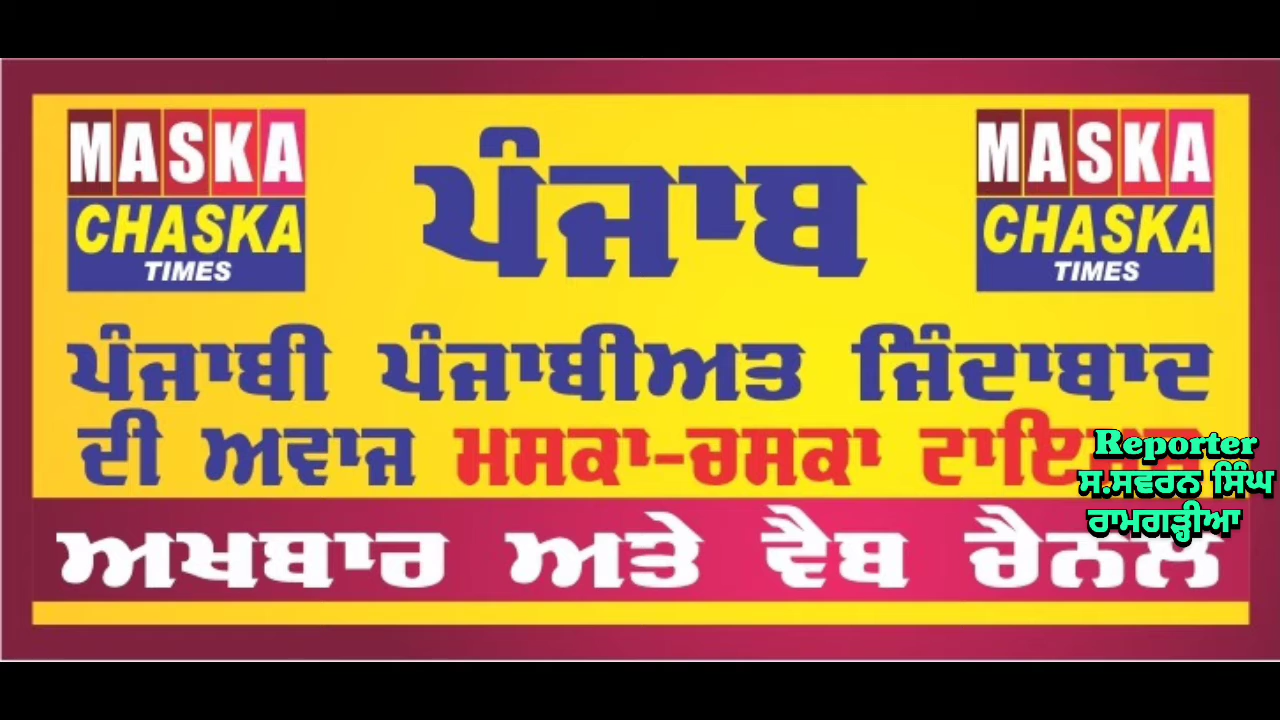 MASKA
CHASKA
TIMES
ਪੰਜਾਬ
MASKA
CHASKA
TIMES
ਪੰਜਾਬੀ ਪੰਜਾਬੀਅਤ ਜਿੰਦਾਬਾਦ
ਦੀ ਅਵਾਜ ਮਸਕਾ-ਚਸਕਾ
ਅਖਬਾਰ ਅਤੇ ਵੈਬ ਚੈਨਲ
Reporter
ਸ.ਸਵਰਨ ਸਿੰਘ
ਰਾਮਗੜ੍ਹੀਆ